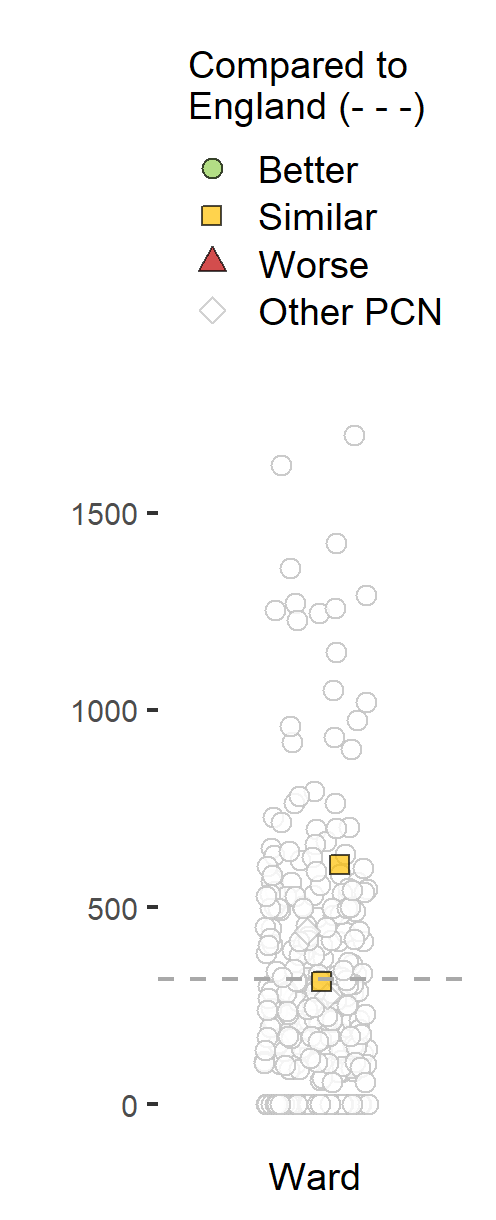 Compared to
England (- - -)
Better
Similar
Worse
Other PCN
1500
1000
500
0
Ward